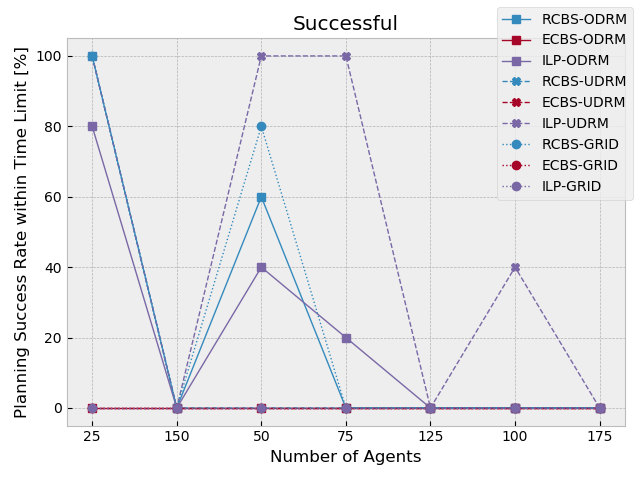 Successful
RCBS-ODRM
ECBS-ODRM
ILP-ODRM
RCBS-UDRM
ECBS-UDRM
ILP-UDRM
RCBS-GRID
ECBS-GRID
ILP-GRID
Planning Success Rate within Time Limit [%]
100
80
60
40
20
0
25 150 50 75 125 100 175
Number of Agents